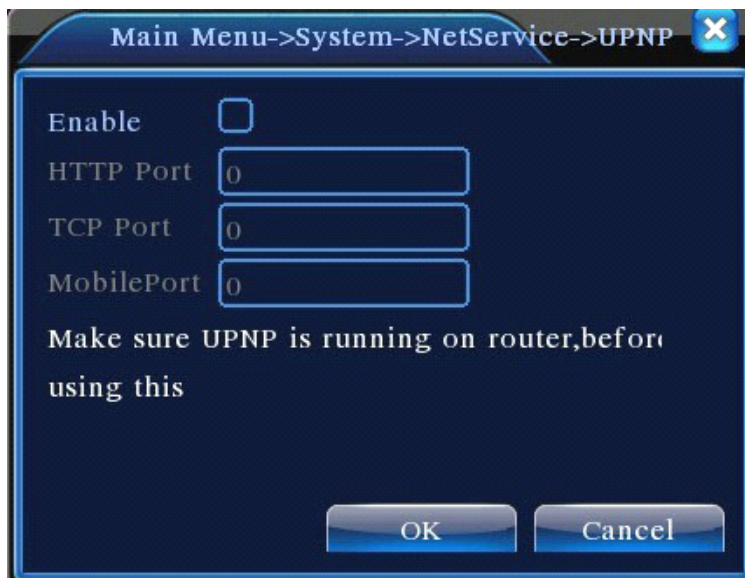 Main Menu->System->NetService->UPNP
Enable
HTTP Port 0
TCP Port 0
MobilePort 0
Make sure UPNP is running on router,befor
using this
OK Cancel